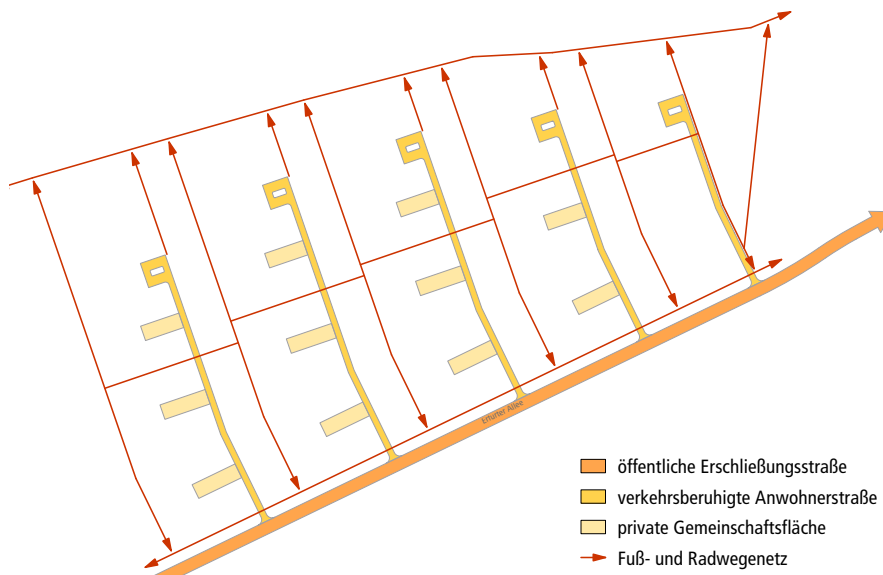 Erfurter Allee
öffentliche Erschließungsstraße
verkehrsberuhigte Anwohnerstraße
private Gemeinschaftsfläche
Fuß- und Radwegenetz